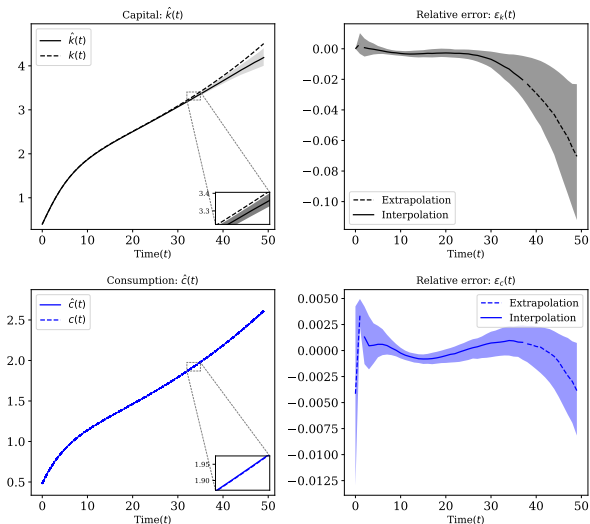 Capital: k̂(t)
k̂(t)
k(t)
4
3
2
1
3.4
3.3
0 10 20 30 40 50
Time(t)
Relative error: εₖ(t)
0.00
−0.02
−0.04
−0.06
−0.08
−0.10
Extrapolation
Interpolation
0 10 20 30 40 50
Time(t)
Consumption: ĉ(t)
ĉ(t)
c(t)
2.5
2.0
1.5
1.0
0.5
1.95
1.90
0 10 20 30 40 50
Time(t)
Relative error: ε_c(t)
0.0050
0.0025
0.0000
−0.0025
−0.0050
−0.0075
−0.0100
−0.0125
Extrapolation
Interpolation
0 10 20 30 40 50
Time(t)